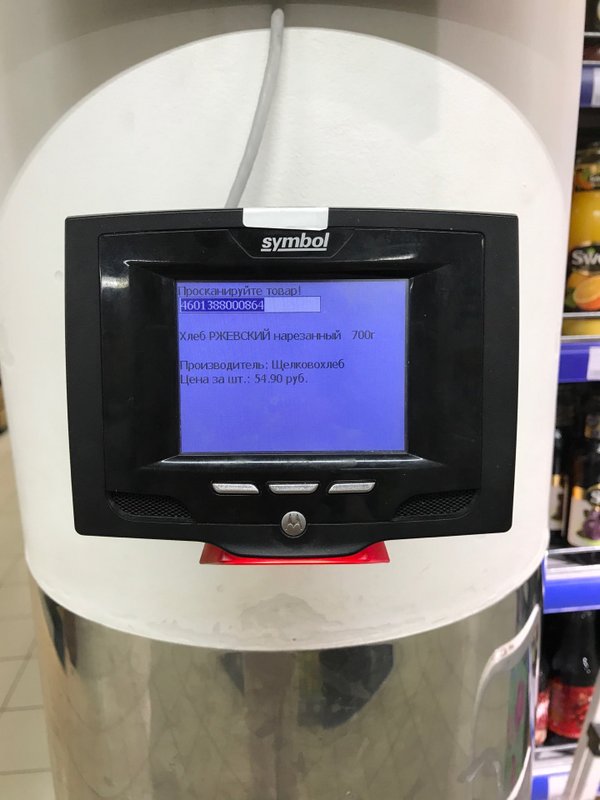 symbol
Просканируйте товар!
4601388000864
Хлеб РЖЕВСКИЙ нарезанный 700г
Производитель: Щелковохлеб
Цена за шт.: 54.90 руб.